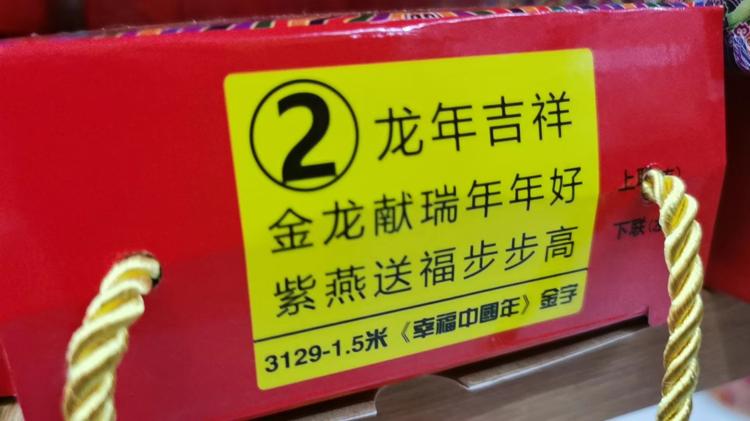 ② 龙年吉祥
金龙献瑞年年好
紫燕送福步步高
3129-1.5米《幸福中國年》金字
上联
下联